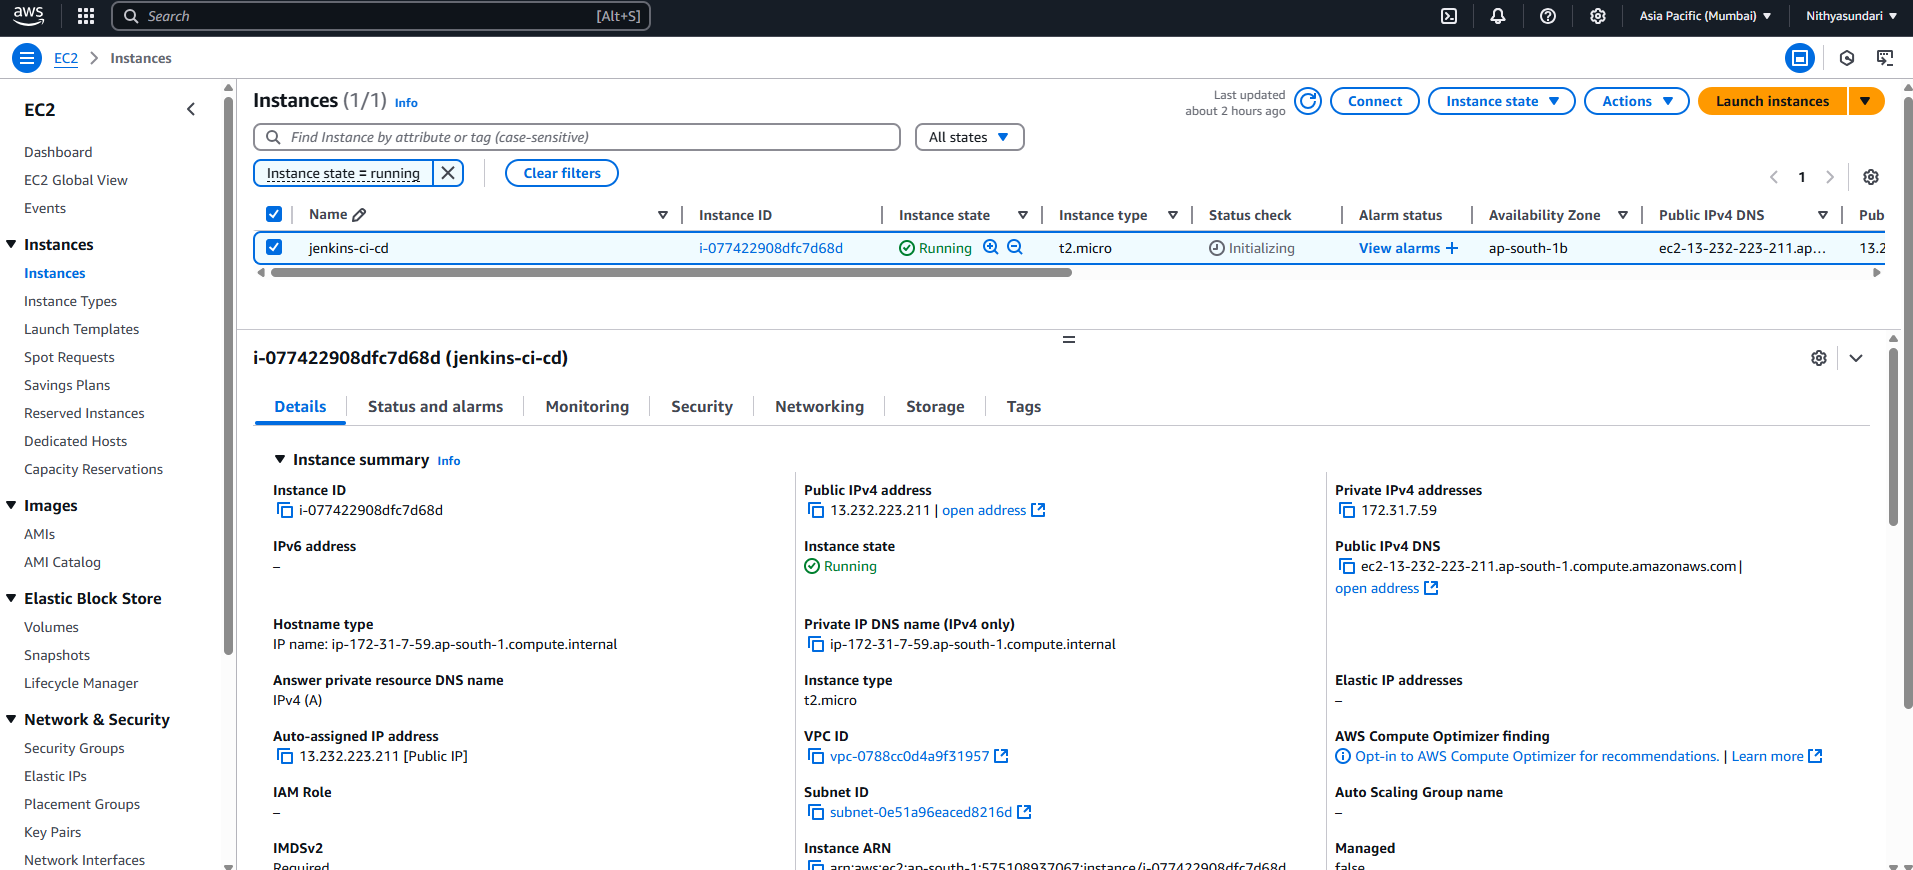 aws
Search [Alt+S]
Asia Pacific (Mumbai) Nithyasundari
EC2 Instances
EC2
Dashboard
EC2 Global View
Events
Instances
Instances
Instance Types
Launch Templates
Spot Requests
Savings Plans
Reserved Instances
Dedicated Hosts
Capacity Reservations
Images
AMIs
AMI Catalog
Elastic Block Store
Volumes
Snapshots
Lifecycle Manager
Network & Security
Security Groups
Elastic IPs
Placement Groups
Key Pairs
Network Interfaces
Instances (1/1) Info
Last updated
about 2 hours ago
Connect Instance state Actions Launch instances
Find Instance by attribute or tag (case-sensitive) All states
Instance state = running Clear filters
1
Name Instance ID Instance state Instance type Status check Alarm status Availability Zone Public IPv4 DNS Pub
jenkins-ci-cd i-077422908dfc7d68d Running t2.micro Initializing View alarms ap-south-1b ec2-13-232-223-211.ap... 13.2
i-077422908dfc7d68d (jenkins-ci-cd)
Details Status and alarms Monitoring Security Networking Storage Tags
Instance summary Info
Instance ID
i-077422908dfc7d68d
Public IPv4 address
13.232.223.211 | open address
Private IPv4 addresses
172.31.7.59
IPv6 address
–
Instance state
Running
Public IPv4 DNS
ec2-13-232-223-211.ap-south-1.compute.amazonaws.com |
open address
Hostname type
IP name: ip-172-31-7-59.ap-south-1.compute.internal
Private IP DNS name (IPv4 only)
ip-172-31-7-59.ap-south-1.compute.internal
Answer private resource DNS name
IPv4 (A)
Instance type
t2.micro
Elastic IP addresses
–
Auto-assigned IP address
13.232.223.211 [Public IP]
VPC ID
vpc-0788cc0d4a9f31957
AWS Compute Optimizer finding
Opt-in to AWS Compute Optimizer for recommendations. | Learn more
IAM Role
–
Subnet ID
subnet-0e51a96eaced8216d
Auto Scaling Group name
–
IMDSv2
Required
Instance ARN
arn:aws:ec2:ap-south-1:575108937067:instance/i-077422908dfc7d68d
Managed
false